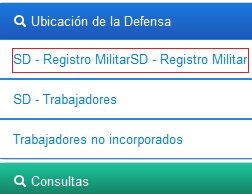 Ubicación de la Defensa
SD - Registro MilitarSD - Registro Militar
SD - Trabajadores
Trabajadores no incorporados
Consultas